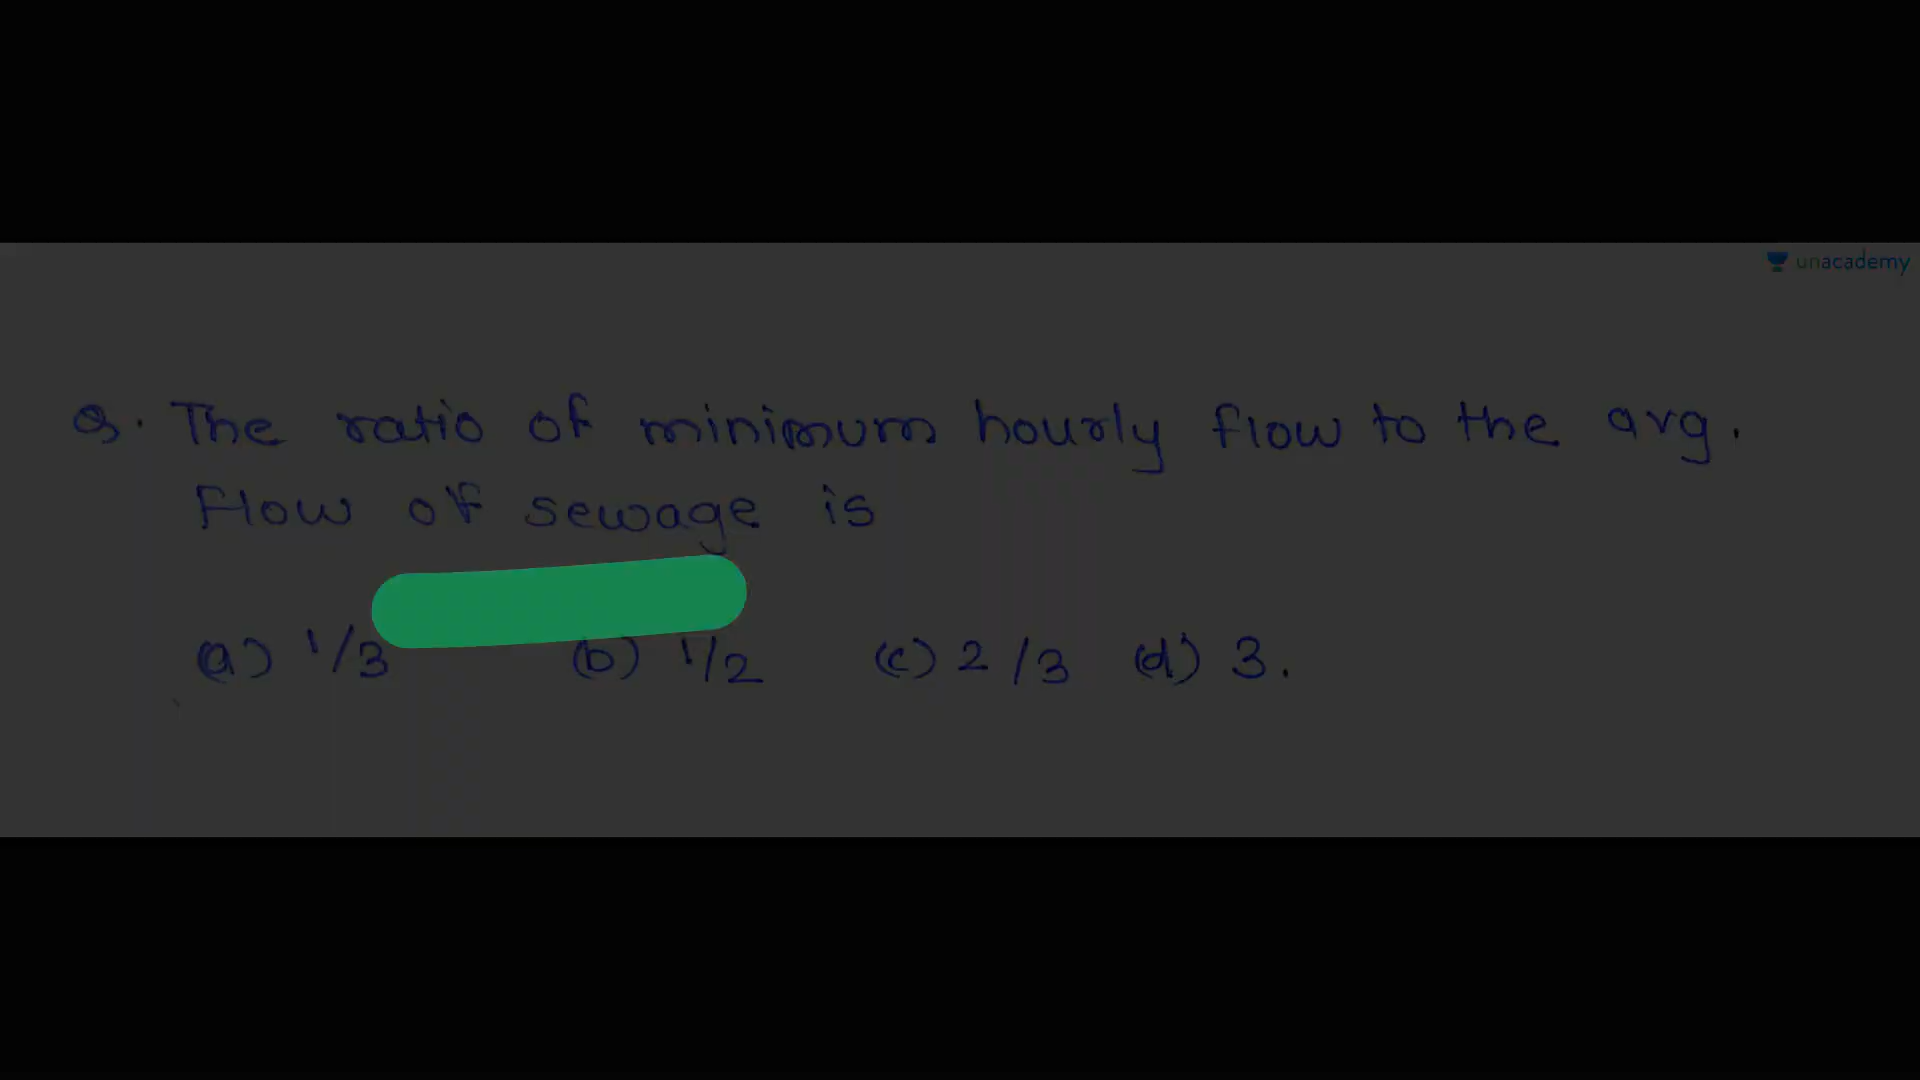 unacademy
Q. The ratio of minimum hourly flow to the avg.
Flow of sewage is
(a) 1/3 (b) 1/2 (c) 2/3 (d) 3.